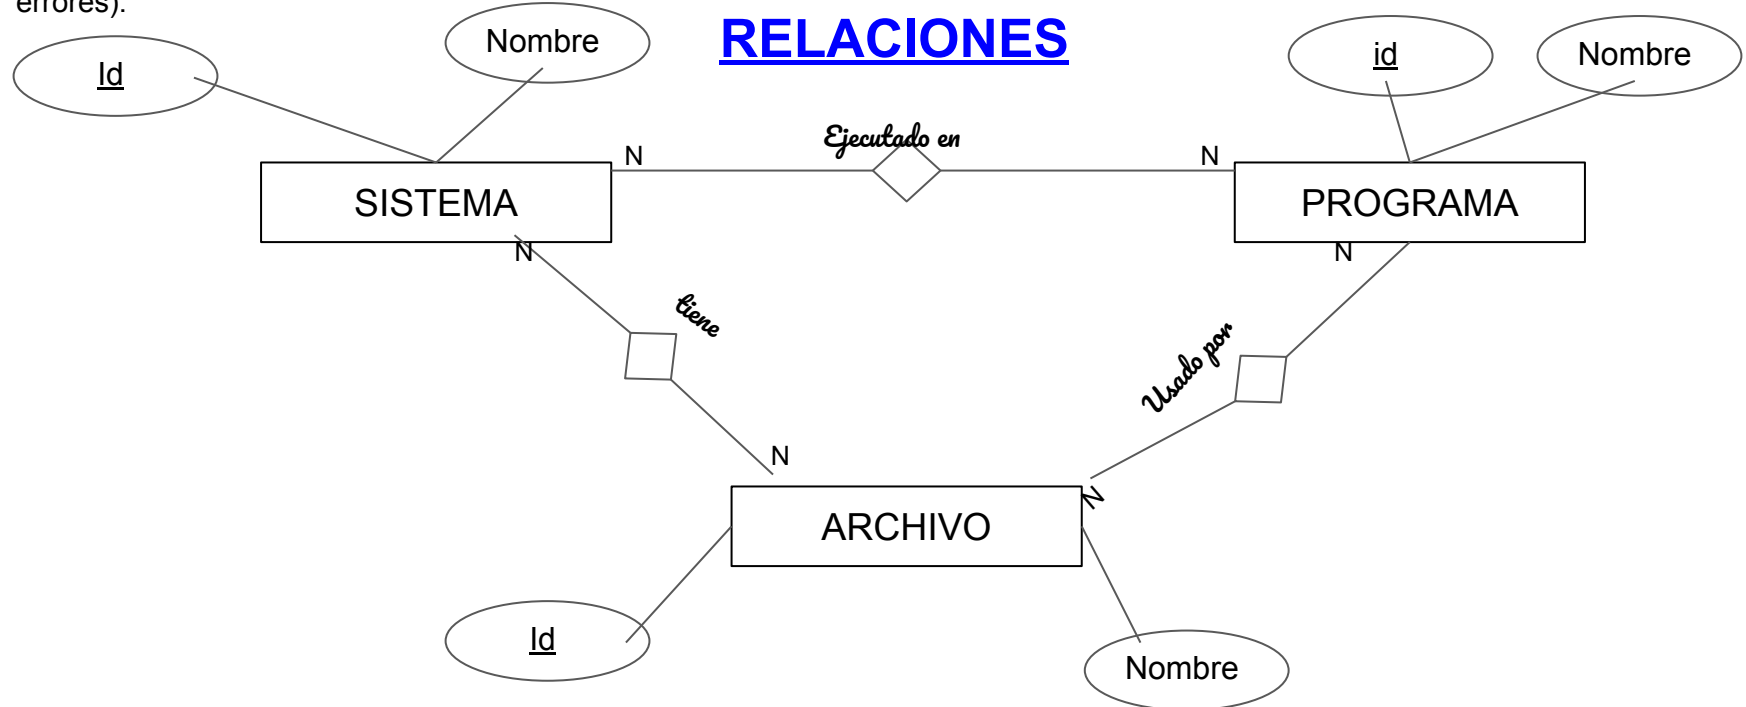 errores).
RELACIONES
Id
Nombre
id
Nombre
Ejecutado en
N
N
SISTEMA
PROGRAMA
N
N
tiene
Usado por
N
N
ARCHIVO
Id
Nombre